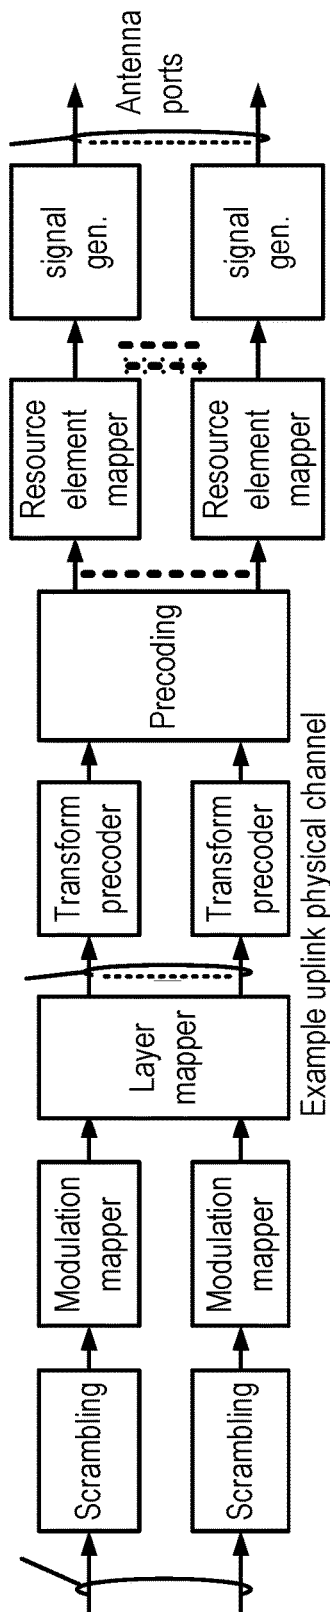 Scrambling
Scrambling
Modulation
mapper
Modulation
mapper
Layer
mapper
Transform
precoder
Transform
precoder
Precoding
Resource
element
mapper
Resource
element
mapper
signal
gen.
signal
gen.
Antenna
ports
Example uplink physical channel